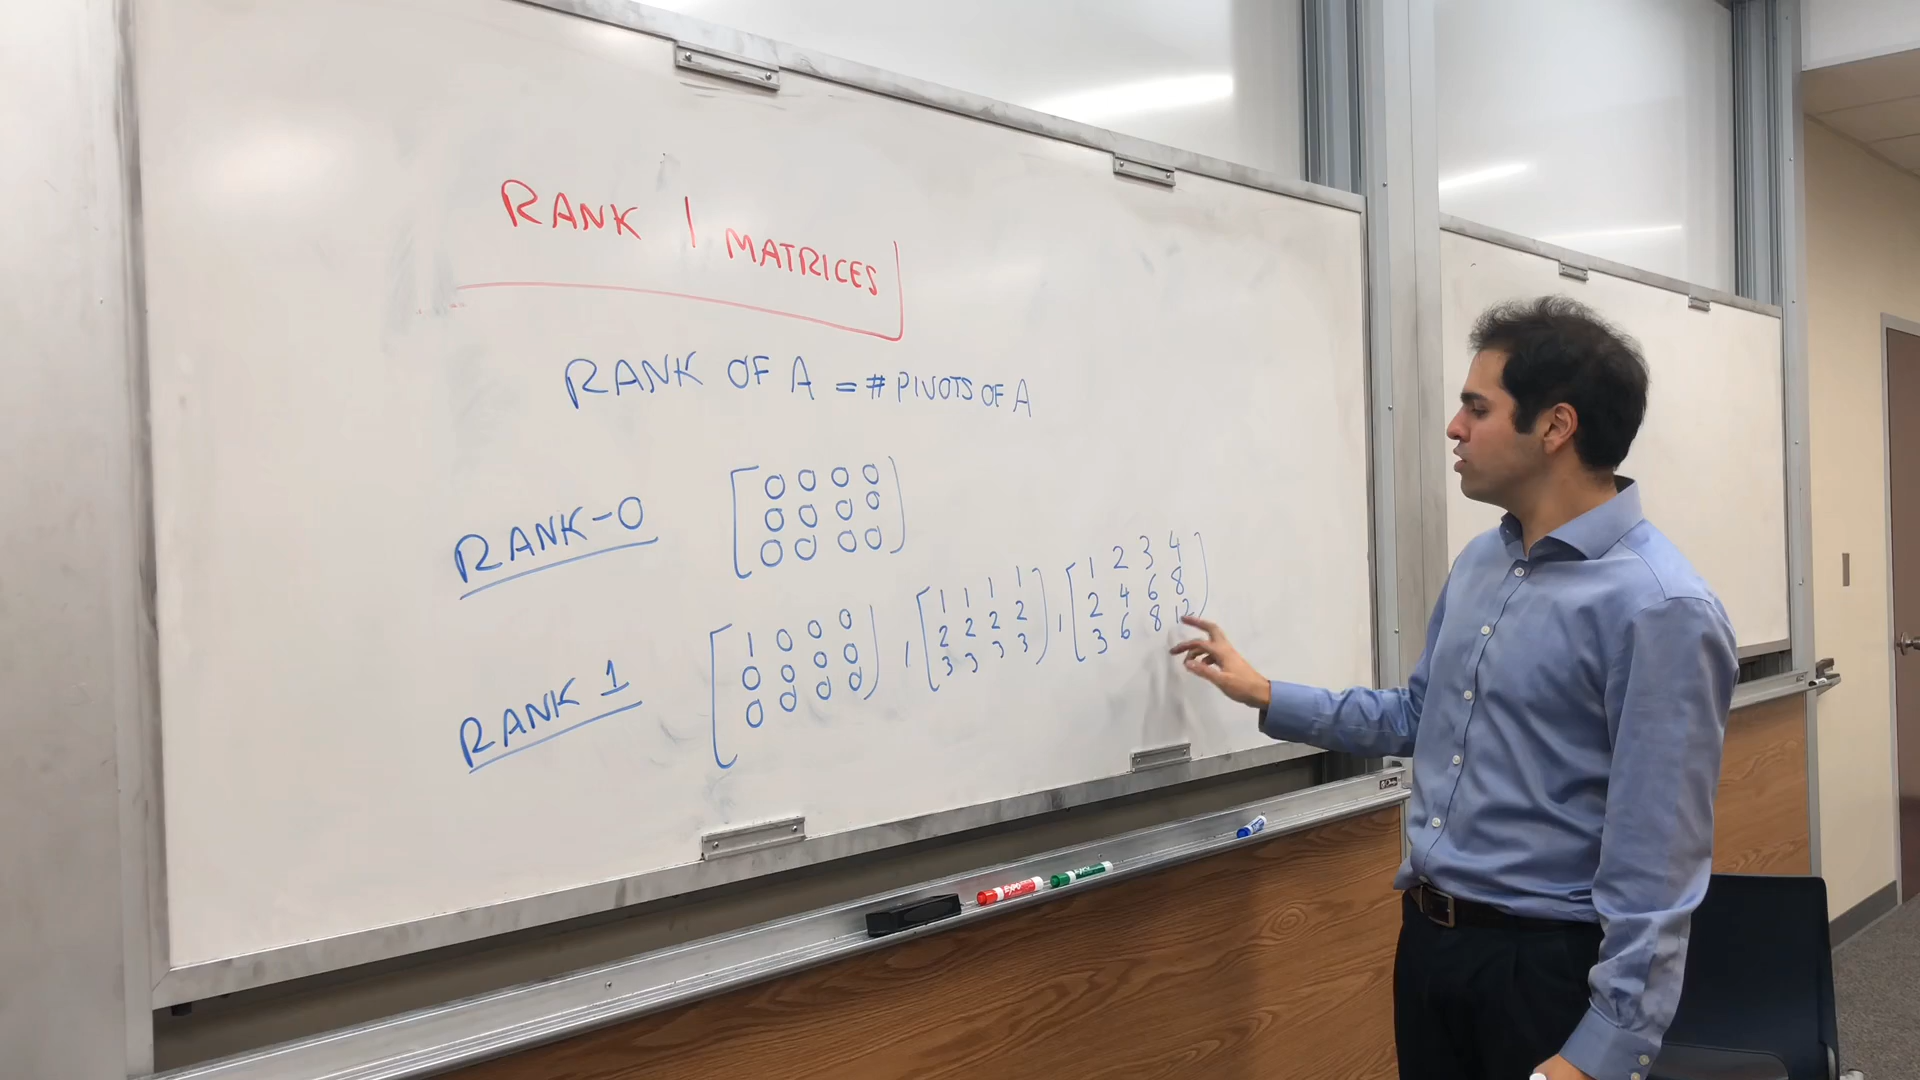 RANK 1 MATRICES
RANK OF A = # PIVOTS OF A
RANK-0
0 0 0 0
0 0 0 0
0 0 0 0
RANK 1
1 0 0 0
0 0 0 0
0 0 0 0
,
1 1 1 1
2 2 2 2
3 3 3 3
,
1 2 3 4
2 4 6 8
3 6 8 12